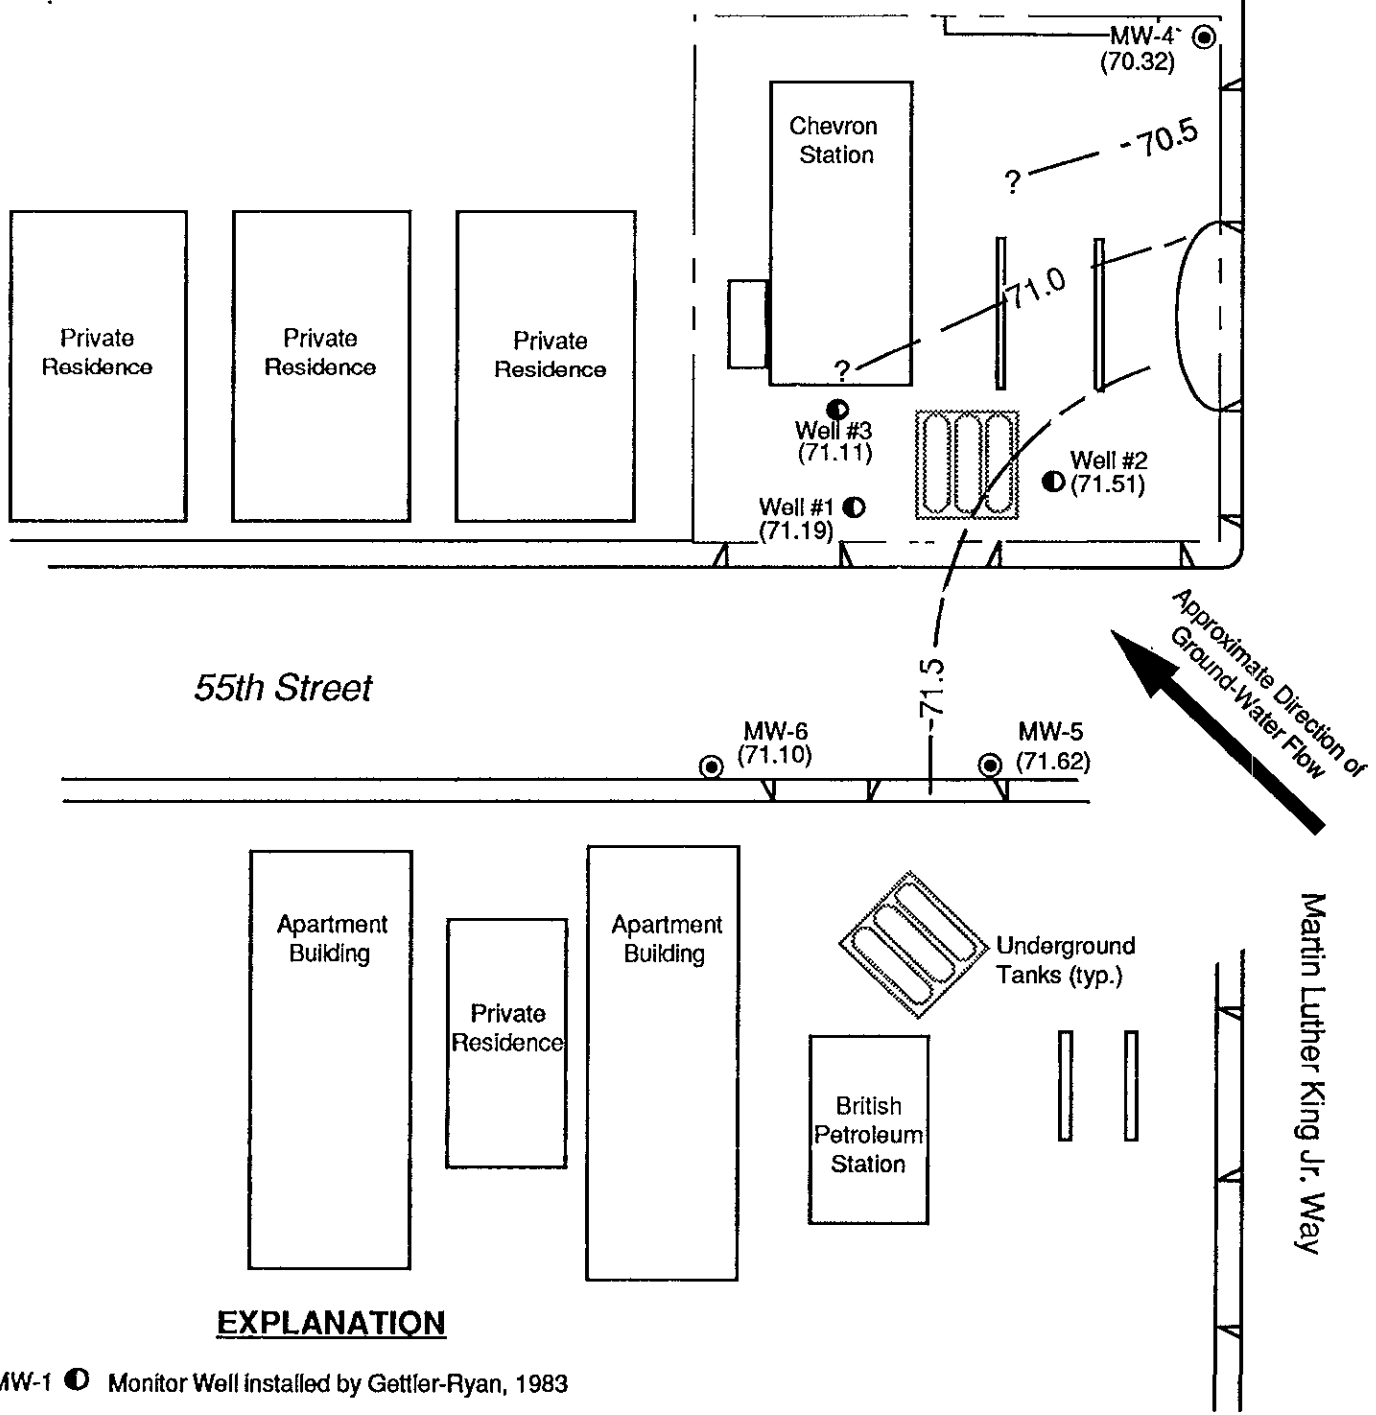 MW-4
(70.32)
Chevron
Station
70.5
?
71.0
?
Private
Residence
Private
Residence
Private
Residence
Well #3
(71.11)
Well #2
(71.51)
Well #1
(71.19)
Approximate Direction of
Ground-Water Flow
55th Street
71.5
MW-6
(71.10)
MW-5
(71.62)
Apartment
Building
Private
Residence
Apartment
Building
Underground
Tanks (typ.)
British
Petroleum
Station
Martin Luther King Jr. Way
EXPLANATION
MW-1 Monitor Well installed by Gettler-Ryan, 1983